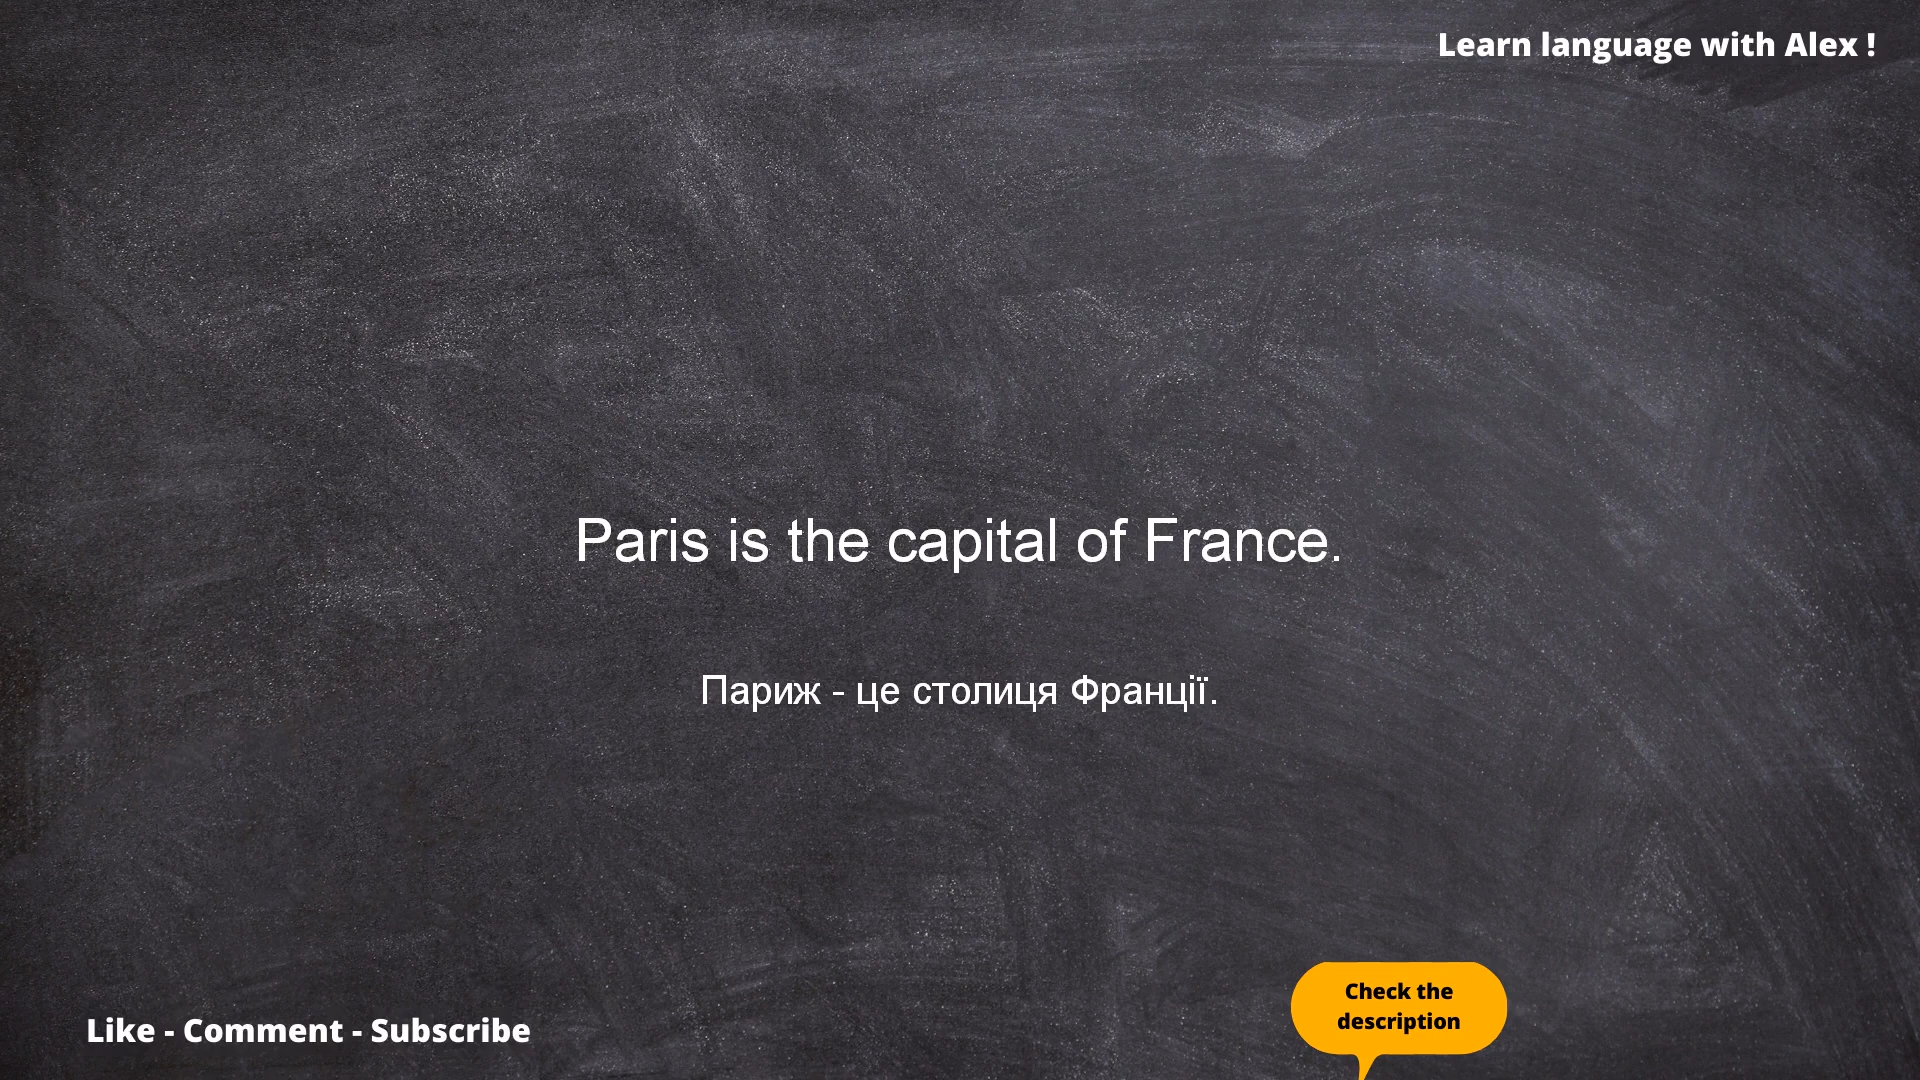 Learn language with Alex !
Paris is the capital of France.
Париж - це столиця Франції.
Check the
description
Like - Comment - Subscribe